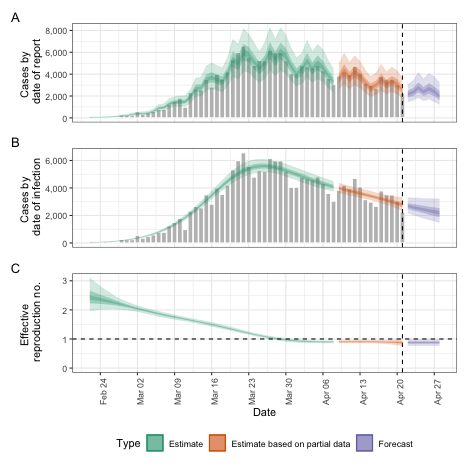 A
Cases by
date of report
8,000
6,000
4,000
2,000
0
B
Cases by
date of infection
6,000
4,000
2,000
0
C
Effective
reproduction no.
3
2
1
0
Feb 24
Mar 02
Mar 09
Mar 16
Mar 23
Mar 30
Apr 06
Apr 13
Apr 20
Apr 27
Date
Type Estimate Estimate based on partial data Forecast